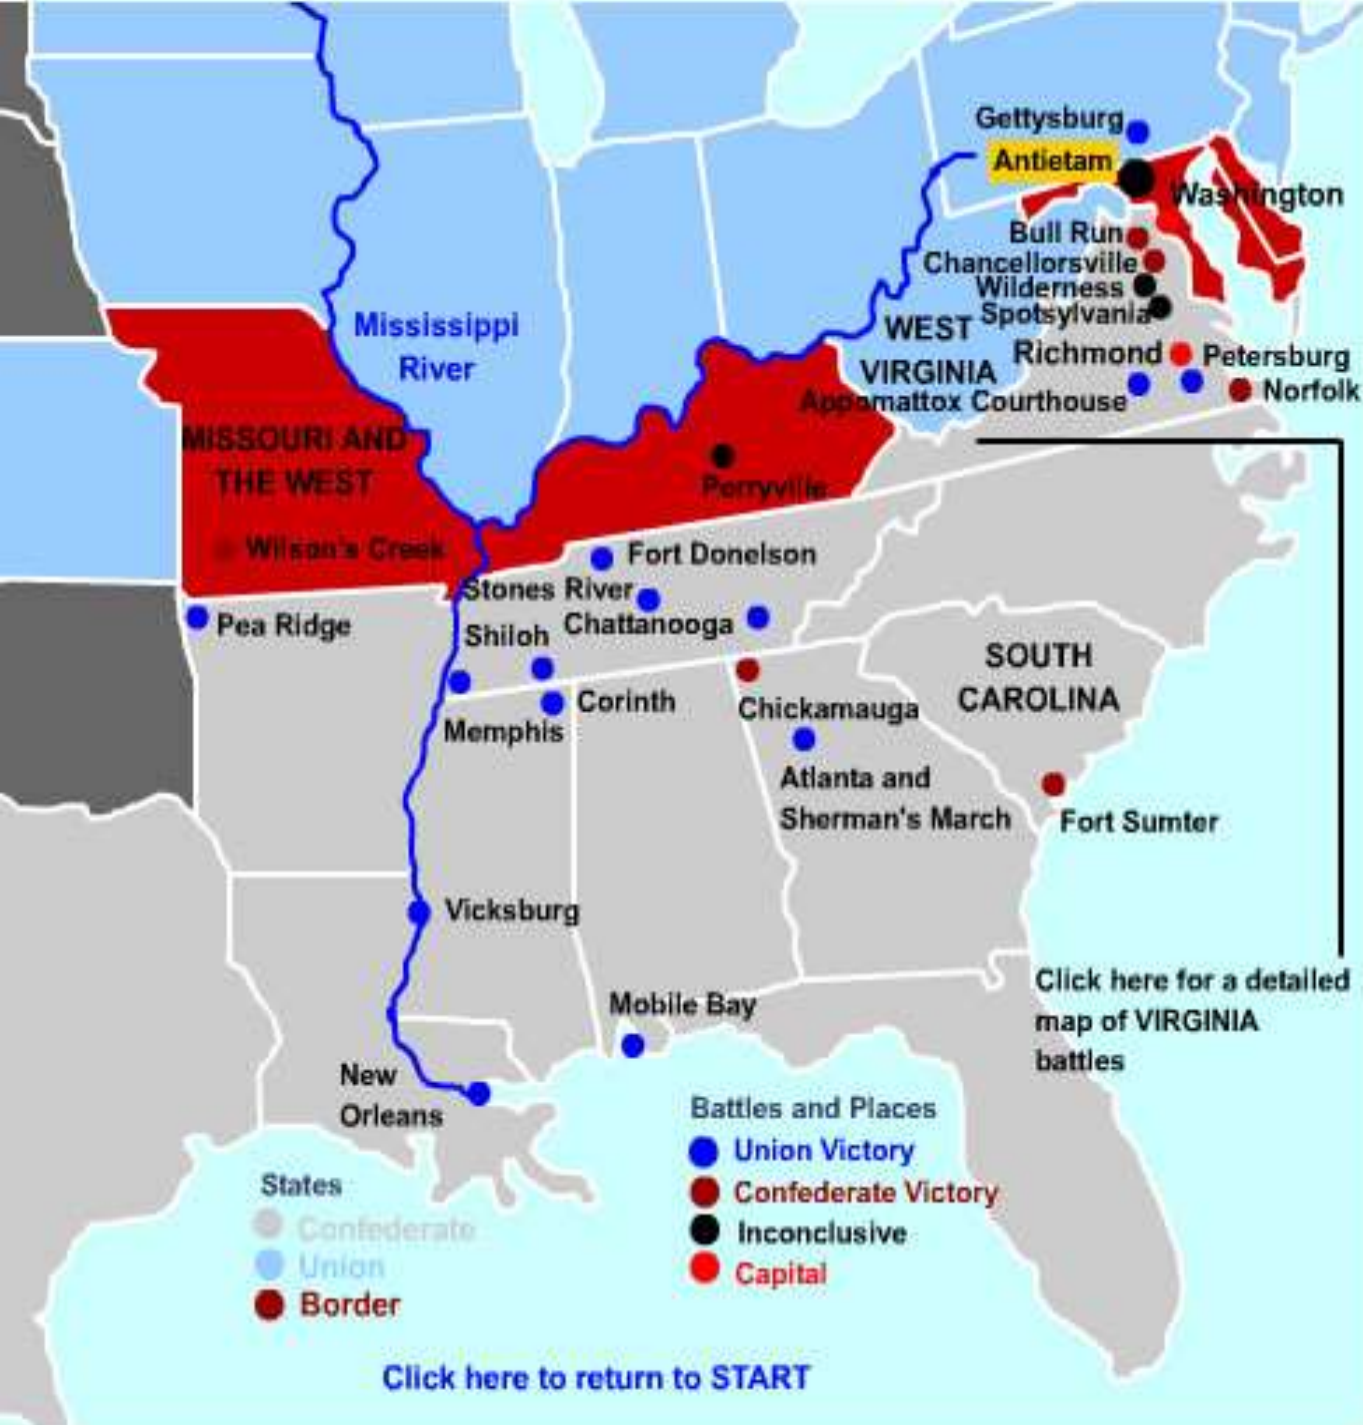 Gettysburg
Antietam
Washington
Bull Run
Chancellorsville
Wilderness
Spotsylvania
WEST
VIRGINIA
Richmond
Petersburg
Appomattox Courthouse
Norfolk
Mississippi
River
MISSOURI AND
THE WEST
Wilson's Creek
Perryville
Fort Donelson
Stones River
Pea Ridge
Shiloh
Chattanooga
Corinth
Memphis
Chickamauga
SOUTH
CAROLINA
Atlanta and
Sherman's March
Fort Sumter
Vicksburg
Mobile Bay
New
Orleans
Click here for a detailed
map of VIRGINIA
battles
Battles and Places
Union Victory
Confederate Victory
Inconclusive
Capital
States
Confederate
Union
Border
Click here to return to START